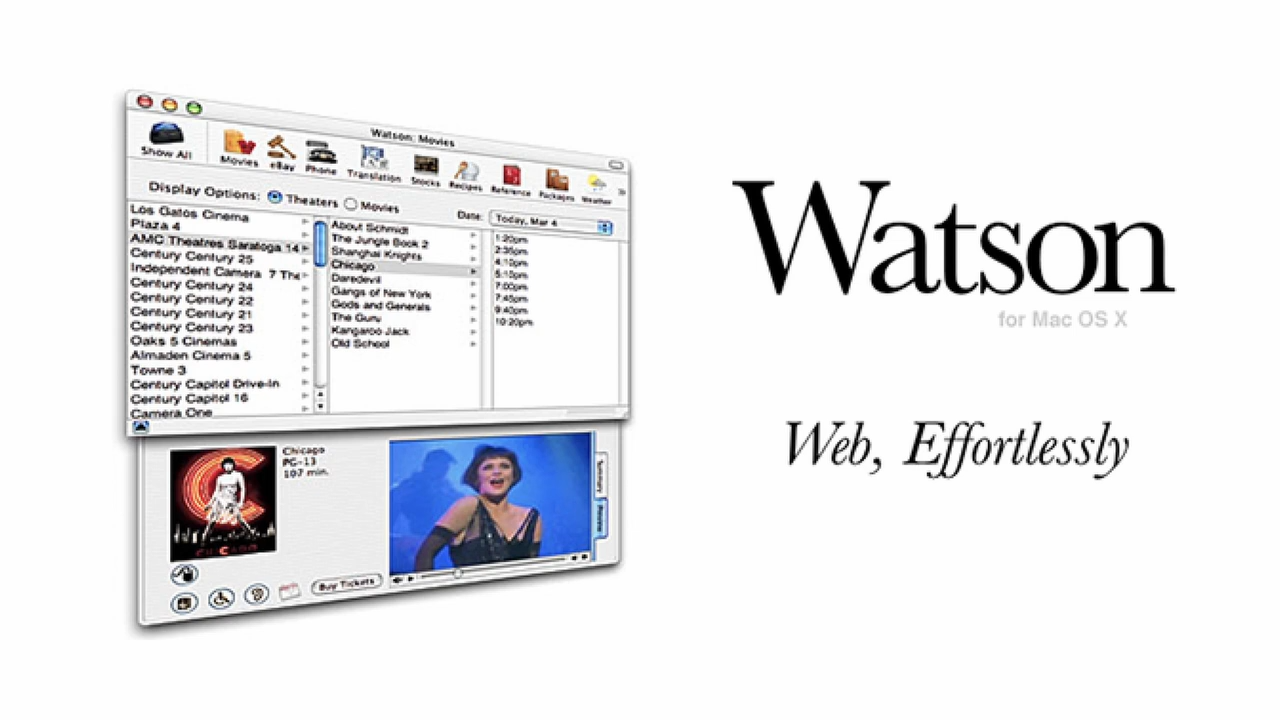 Watson: Movies
Show All
Movies
eBay
Phone
Translation
Stocks
Recipes
Reference
Packages
Weather
Display Options: Theaters Movies
Date: Today, Mar 4
Los Gatos Cinema
Plaza 4
AMC Theatres Saratoga 14
Century Century 25
Independent Camera 7 The
Century Century 24
Century Century 22
Century Century 21
Century Century 23
Oaks 5 Cinemas
Almaden Cinema 5
Towne 3
Century Capitol Drive-In
Century Capitol 16
Camera One
About Schmidt
The Jungle Book 2
Shanghai Knights
Chicago
Daredevil
Gangs of New York
Gods and Generals
The Guru
Kangaroo Jack
Old School
1:20pm
2:35pm
4:10pm
5:10pm
7:00pm
7:45pm
9:40pm
10:20pm
CHICAGO
Chicago
PG-13
107 min.
Summary
Preview
Buy Tickets
Watson
for Mac OS X
Web, Effortlessly